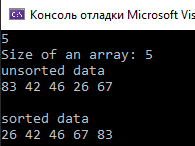 Консоль отладки Microsoft Vis
5
Size of an array: 5
unsorted data
83 42 46 26 67
sorted data
26 42 46 67 83